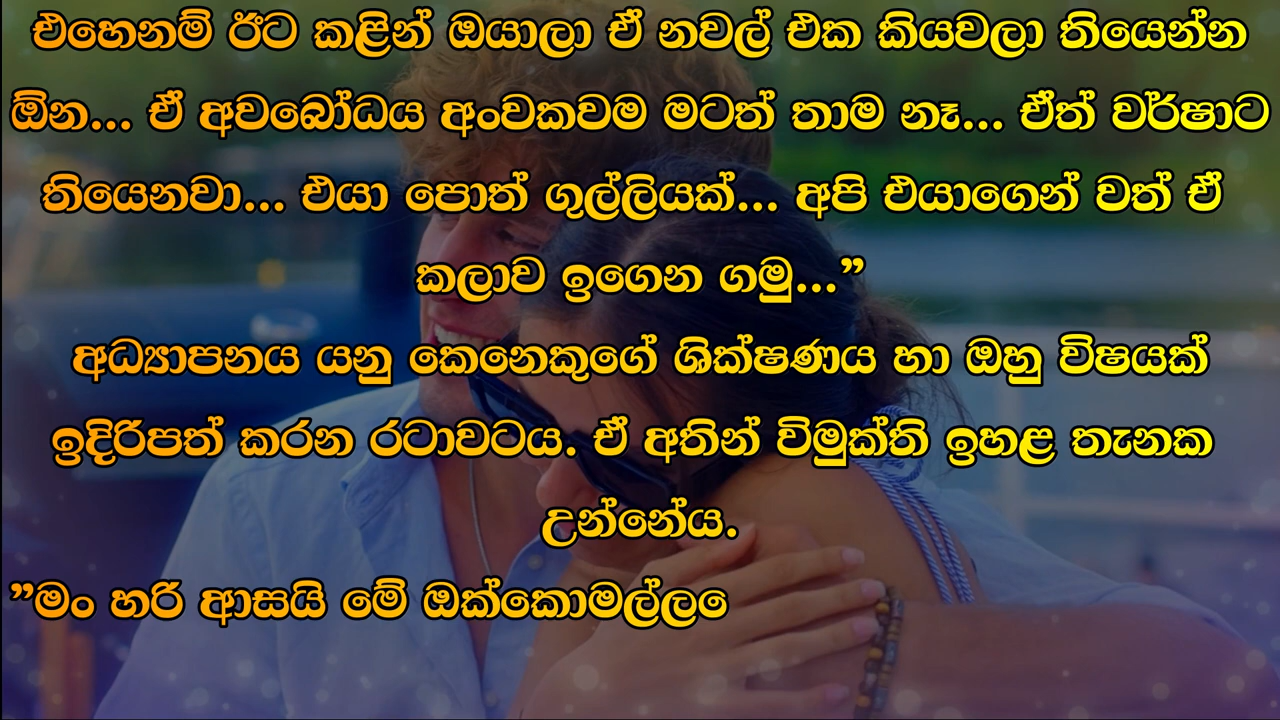 එහෙනම් ඊට කළින් ඔයාලා ඒ නවල් එක කියවලා තියෙන්න
ඕන... ඒ අවබෝධය අංවකවම මටත් තාම නෑ... ඒත් වර්ෂාට
තියෙනවා... එයා පොත් ගුල්ලියක්... අපි එයාගෙන් වත් ඒ
කලාව ඉගෙන ගමු...”
අධ්‍යාපනය යනු කෙනෙකුගේ ශික්ෂණය හා ඔහු විෂයක්
ඉදිරිපත් කරන රටාවටය. ඒ අතින් විමුක්ති ඉහළ තැනක
උන්නේය.
”මං හරි ආසයි මේ ඔක්කොමල්ල ෙ